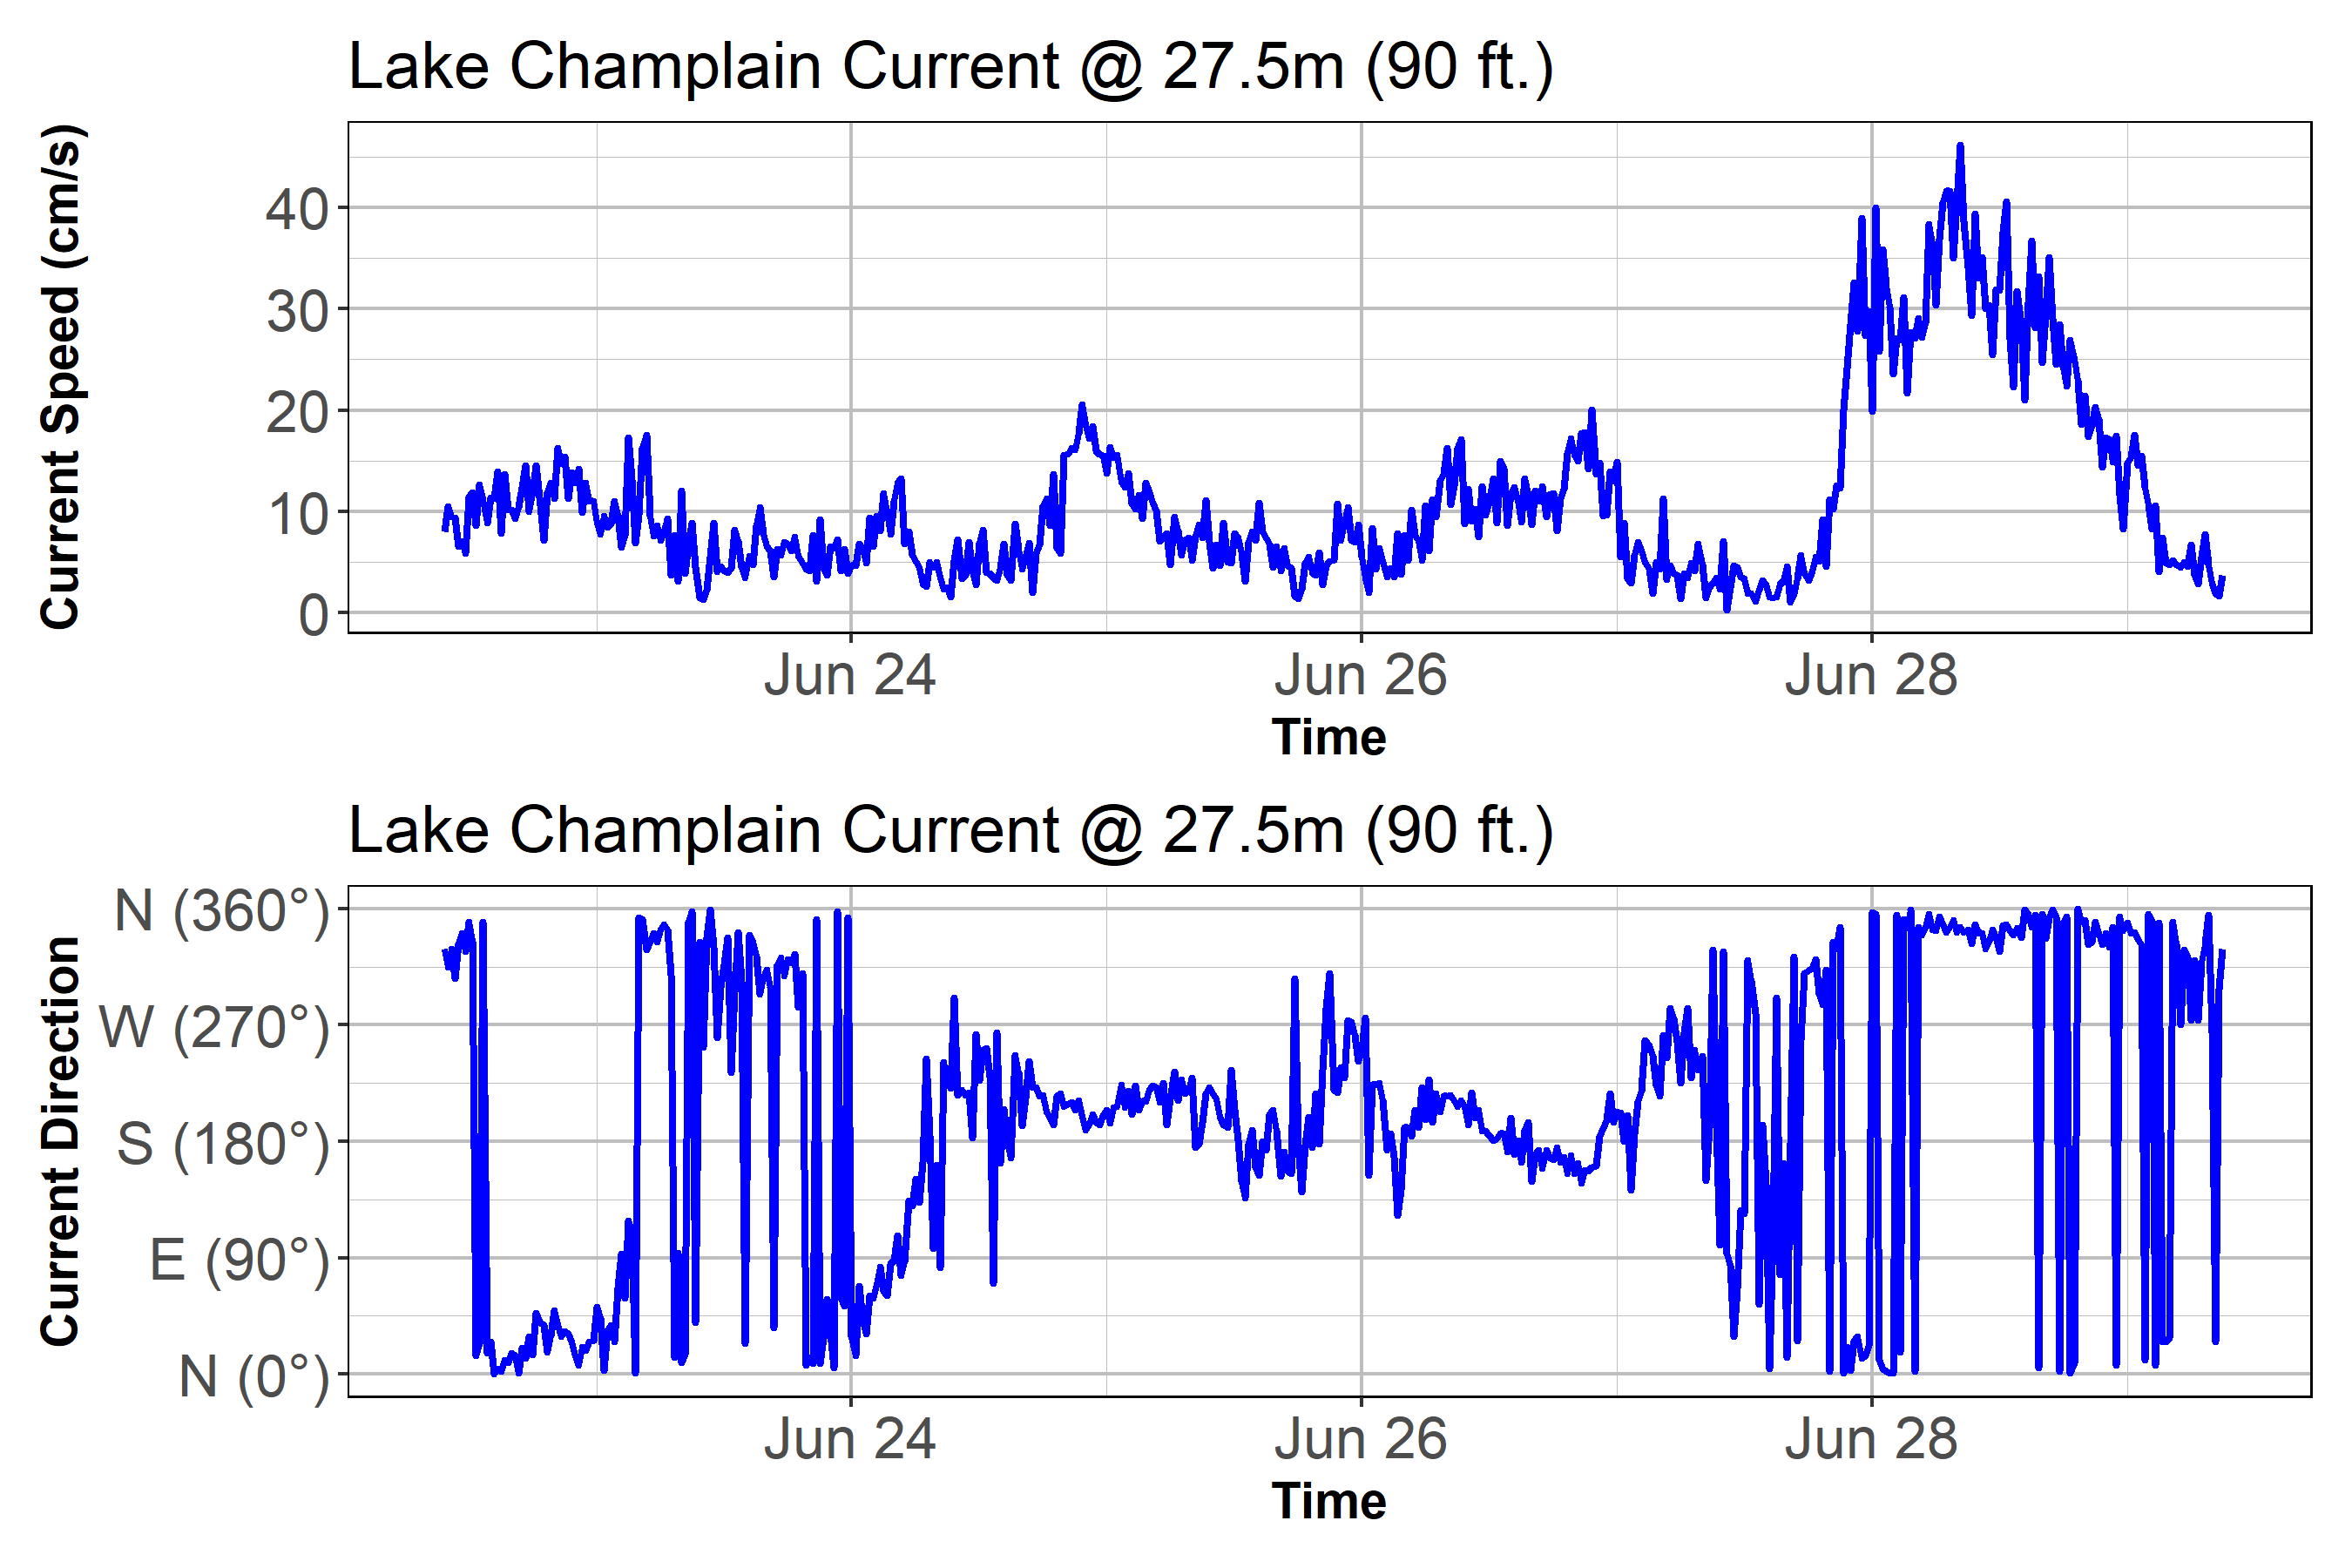 Lake Champlain Current @ 27.5m (90 ft.)
Current Speed (cm/s)
40
30
20
10
0
Jun 24 Jun 26 Jun 28
Time
Lake Champlain Current @ 27.5m (90 ft.)
Current Direction
N (360°)
W (270°)
S (180°)
E (90°)
N (0°)
Jun 24 Jun 26 Jun 28
Time